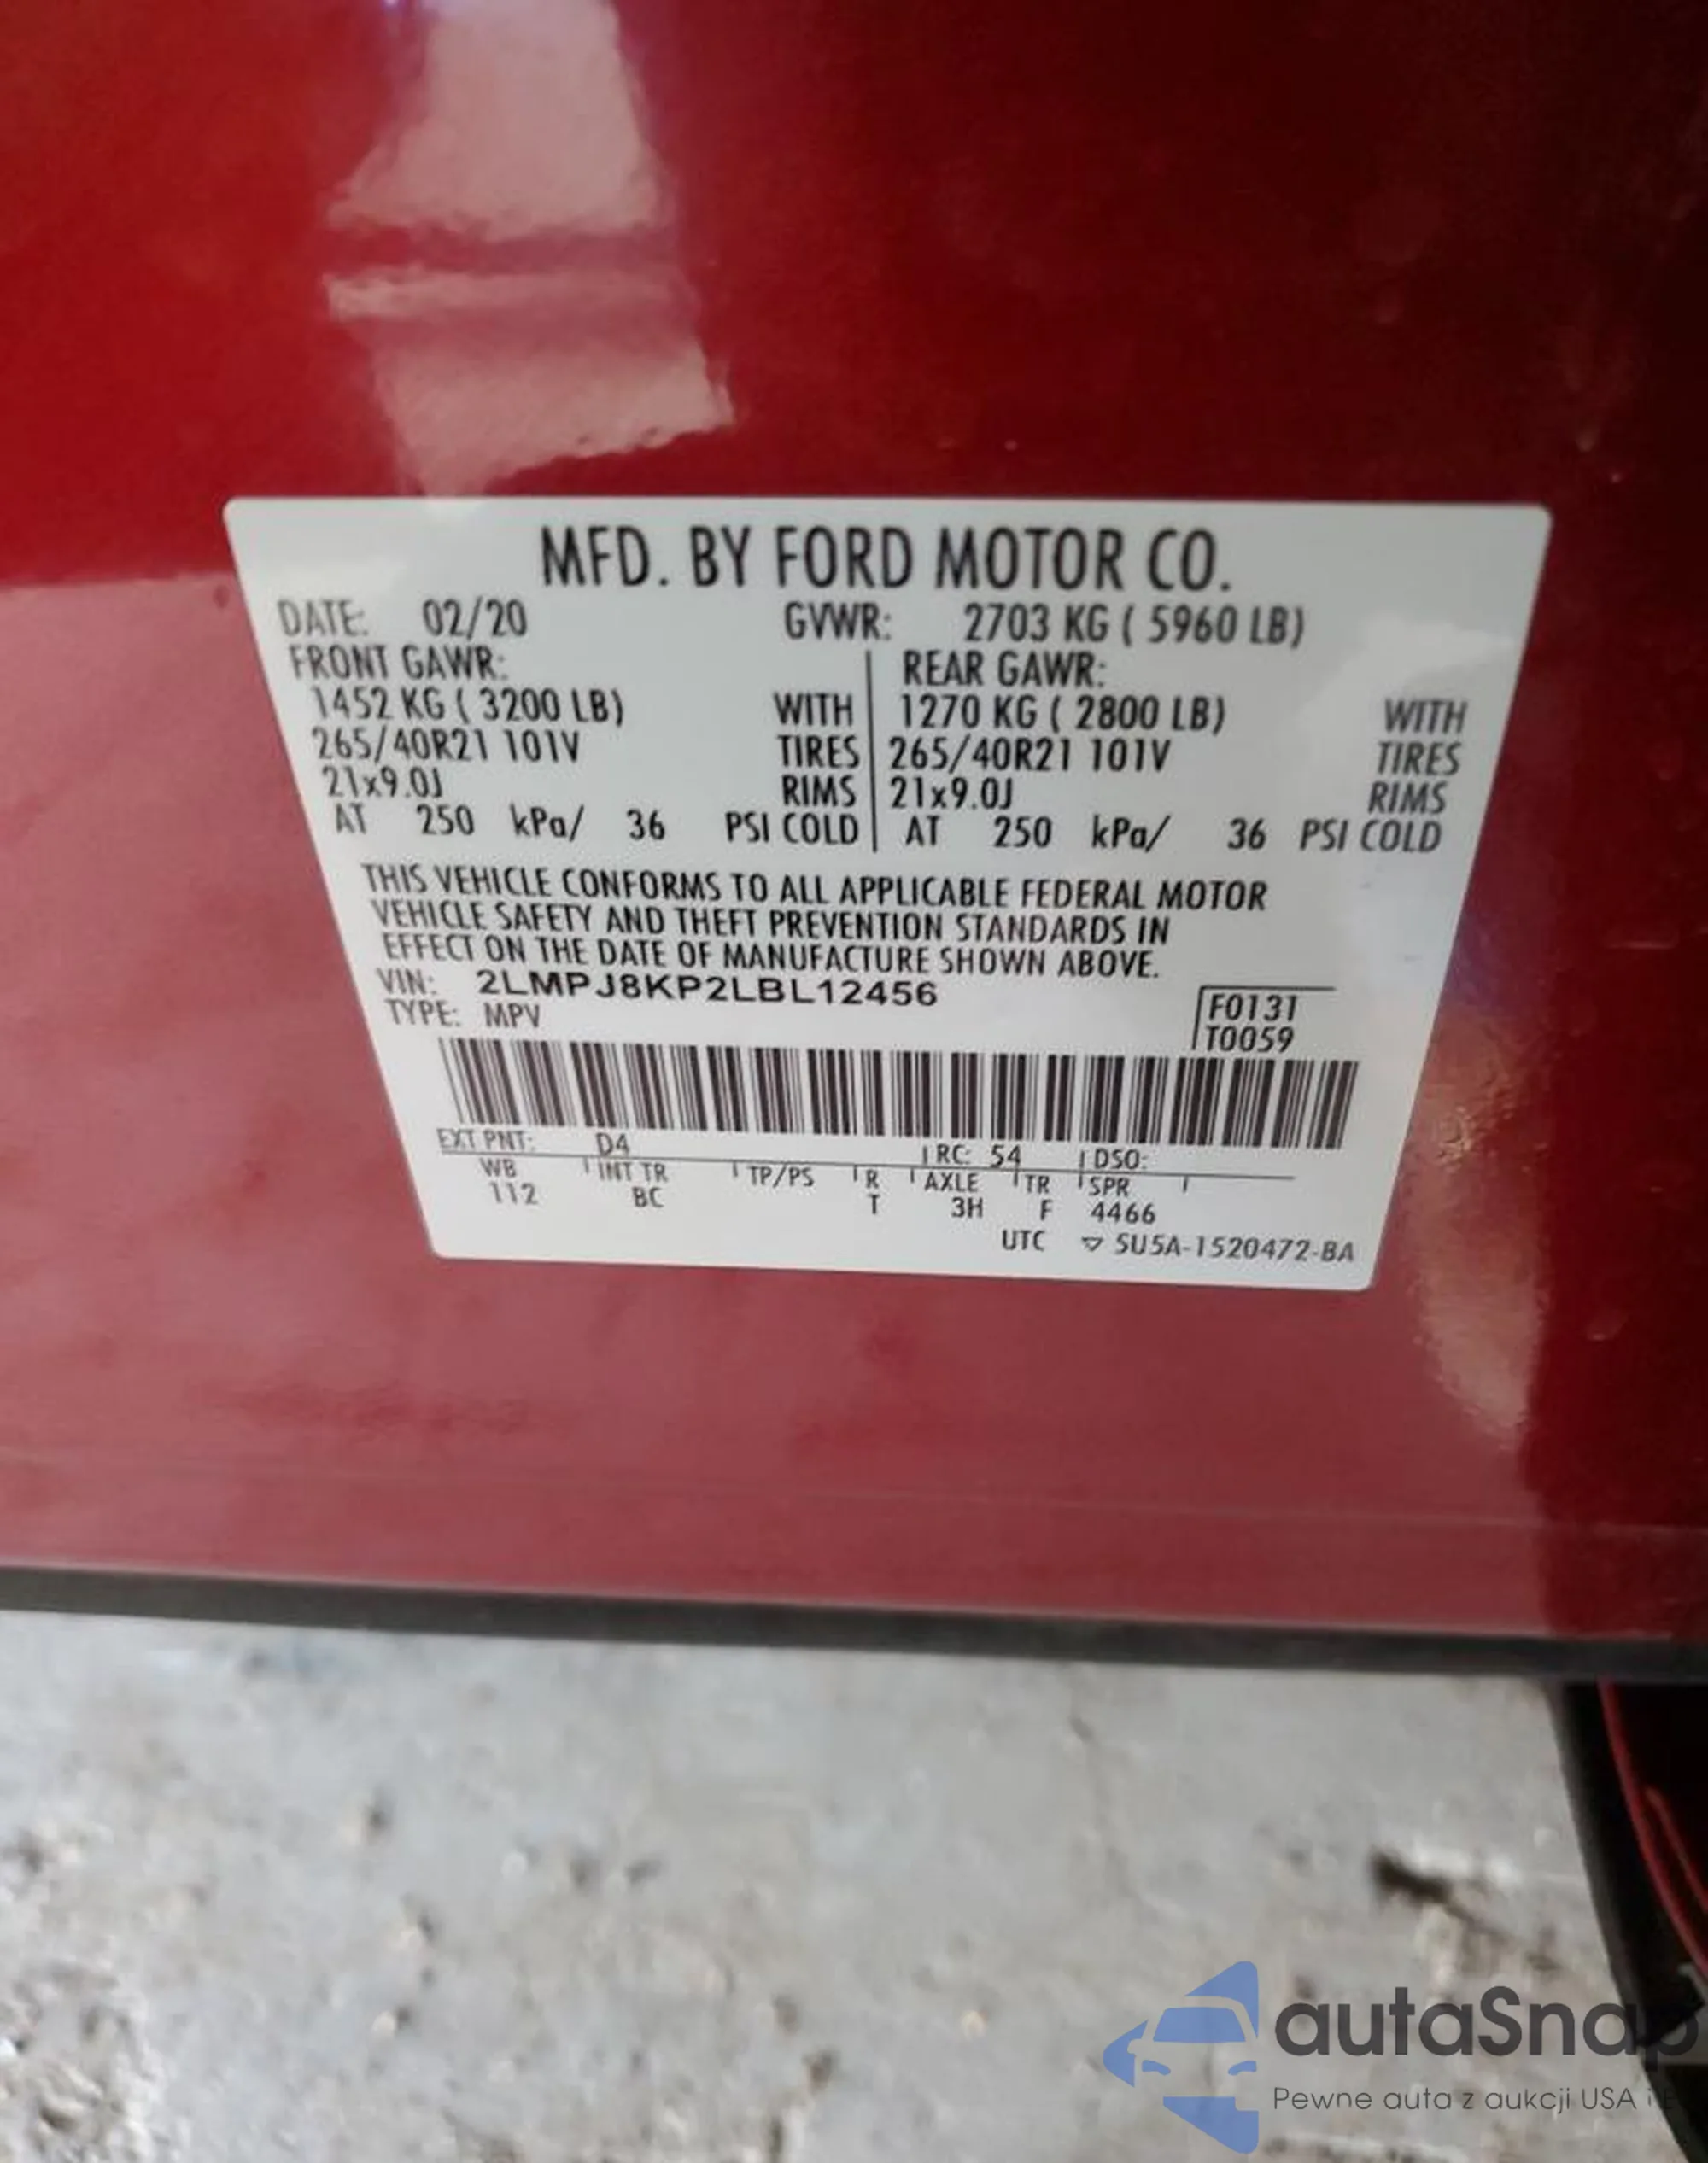 MFD. BY FORD MOTOR CO.
DATE: 02/20 GVWR: 2703 KG ( 5960 LB)
FRONT GAWR: REAR GAWR:
1452 KG ( 3200 LB) WITH 1270 KG ( 2800 LB) WITH
265/40R21 101V TIRES 265/40R21 101V TIRES
21x9.0J RIMS 21x9.0J RIMS
AT 250 kPa/ 36 PSI COLD AT 250 kPa/ 36 PSI COLD
THIS VEHICLE CONFORMS TO ALL APPLICABLE FEDERAL MOTOR
VEHICLE SAFETY AND THEFT PREVENTION STANDARDS IN
EFFECT ON THE DATE OF MANUFACTURE SHOWN ABOVE.
VIN: 2LMPJ8KP2LBL12456
TYPE: MPV
F0131
T0059
EXT PNT: D4 RC: 54 DSO:
WB INT TR TP/PS R AXLE TR SPR
112 BC T 3H F 4466
UTC ▽ 5U5A-1520472-BA
autaSnap
Pewne auta z aukcji USA i